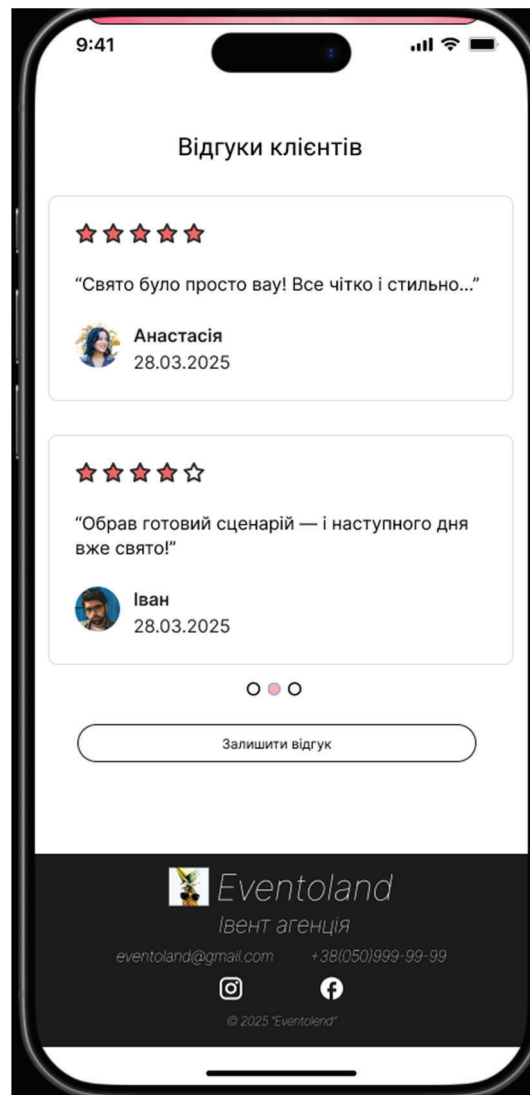 9:41
Відгуки клієнтів
“Свято було просто вау! Все чітко і стильно...”
Анастасія
28.03.2025
“Обрав готовий сценарій — і наступного дня
вже свято!”
Іван
28.03.2025
Залишити відгук
Eventoland
Івент агенція
eventoland@gmail.com +38(050)999-99-99
© 2025 "Eventolend"